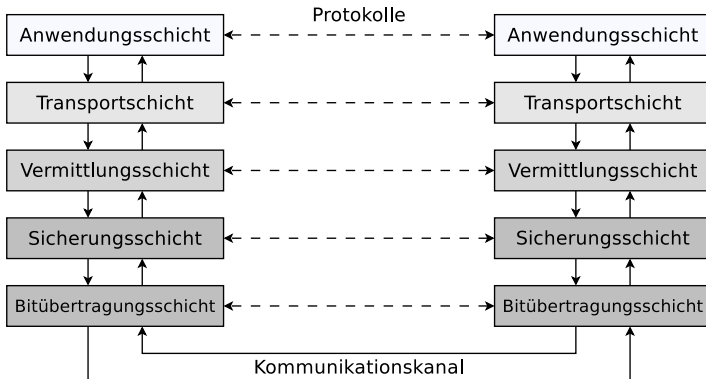 Protokolle
Anwendungsschicht Anwendungsschicht
Transportschicht Transportschicht
Vermittlungsschicht Vermittlungsschicht
Sicherungsschicht Sicherungsschicht
Bitübertragungsschicht Bitübertragungsschicht
Kommunikationskanal